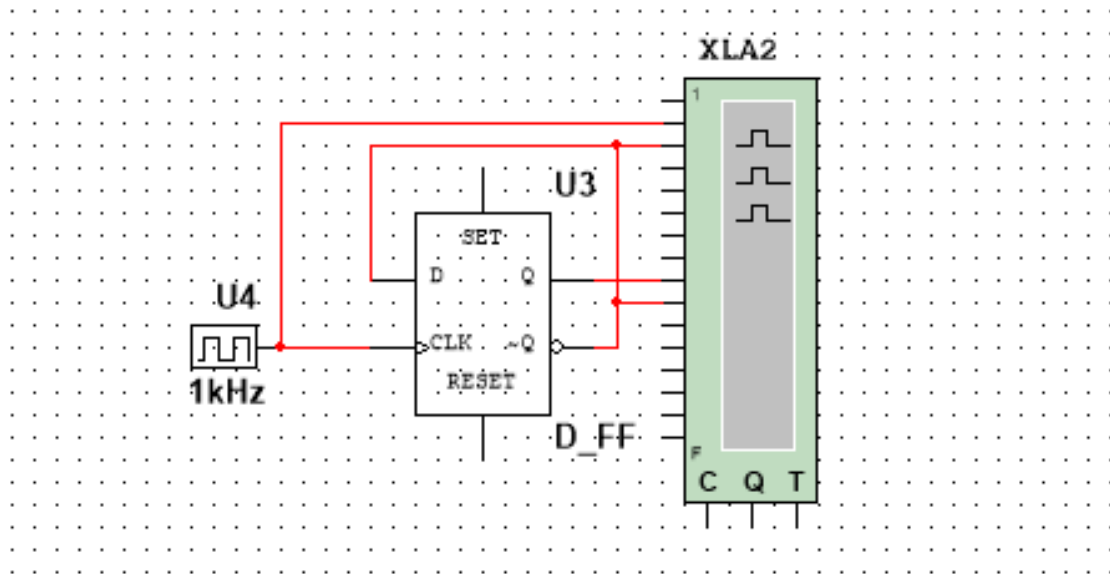 XLA2
1
U3
SET
D Q
U4
CLK ~Q
1kHz
RESET
D_FF
F
C Q T